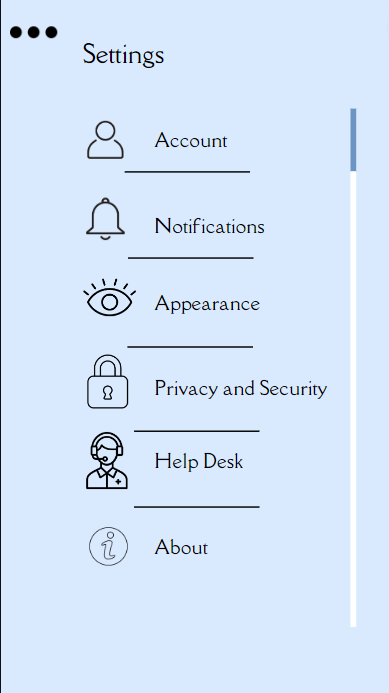 Settings
Account
Notifications
Appearance
Privacy and Security
Help Desk
About